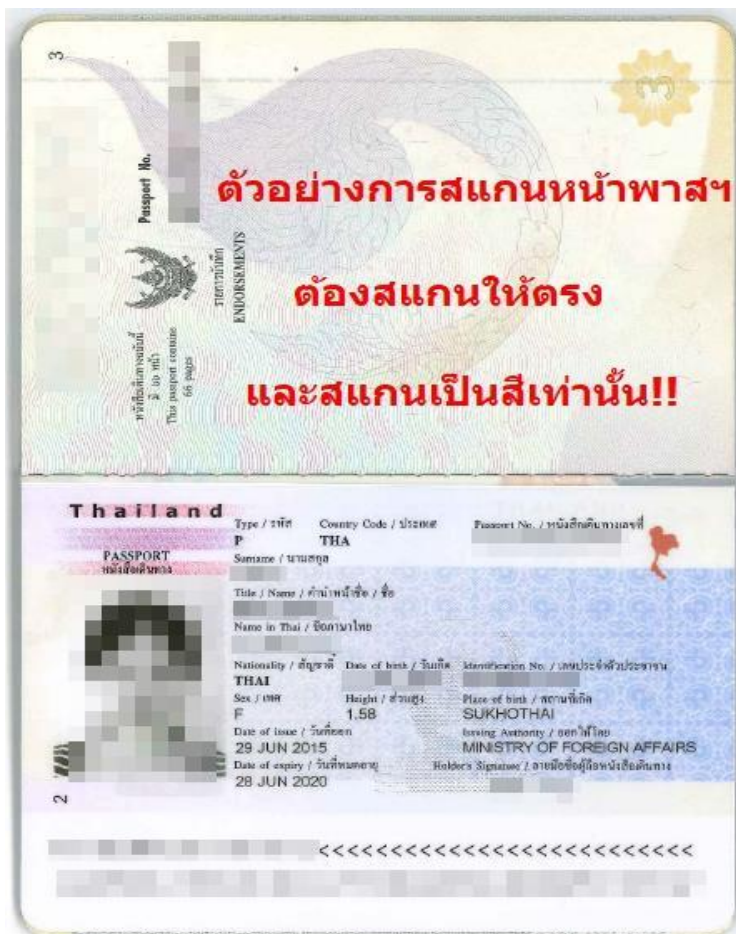 3
3
Passport No.
ตัวอย่างการสแกนหน้าพาสฯ
ต้องสแกนให้ตรง
และสแกนเป็นสีเท่านั้น!!
รายการบันทึก
ENDORSEMENTS
หนังสือเดินทางฉบับนี้
มี ๖๖ หน้า
This passport contains
66 pages
Thailand
PASSPORT
หนังสือเดินทาง
Type / รหัส Country Code / ประเทศ Passport No. / หนังสือเดินทางเลขที่
P THA
Surname / นามสกุล
Title / Name / คำนำหน้าชื่อ / ชื่อ
Name in Thai / ชื่อภาษาไทย
Nationality / สัญชาติ Date of birth / วันเกิด Identification No. / เลขประจำตัวประชาชน
THAI
Sex / เพศ Height / ส่วนสูง Place of birth / สถานที่เกิด
F 1.58 SUKHOTHAI
Date of issue / วันที่ออก Issuing Authority / ออกให้โดย
29 JUN 2015 MINISTRY OF FOREIGN AFFAIRS
Date of expiry / วันที่หมดอายุ Holder's Signature / ลายมือชื่อผู้ถือหนังสือเดินทาง
28 JUN 2020
2
<<<<<<<<<<<<<<<<<<<<<<<<<<